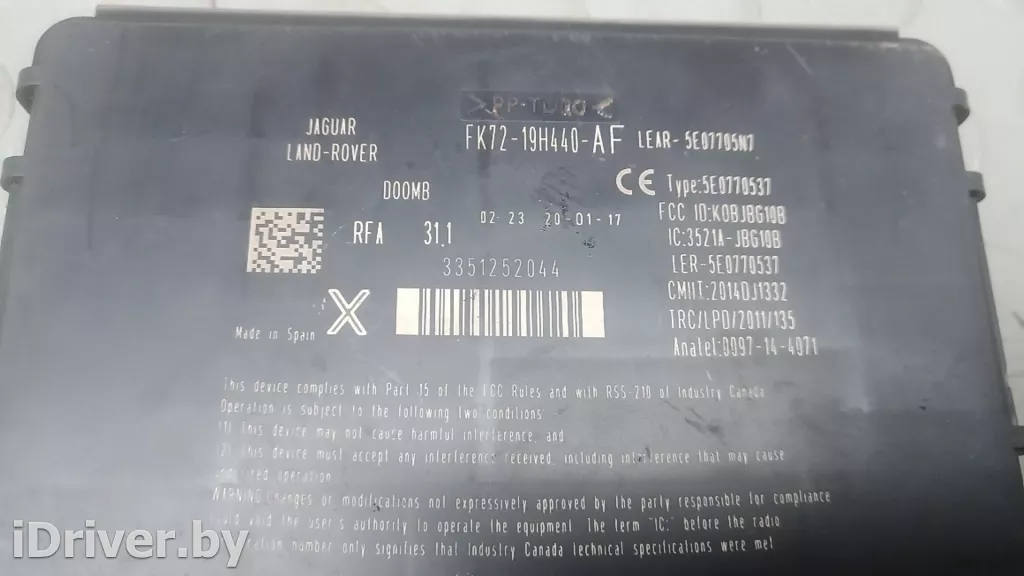 >PP-TD20<
JAGUAR
LAND-ROVER
FK72-19H440-AF LEAR- 5E07705N7
D00MB
CE Type:5E0770537
02 23 20-01-17
FCC ID:KOBJBG10B
RFA 31.1
IC:3521A-JBG10B
3351252044
LER-5E0770537
CMIIT:2014DJ1332
X
TRC/LPD/2011/135
Made in Spain
Anatel:0097-14-4071
This device complies with Part 15 of the FCC Rules and with RSS-210 of Industry Canada
Operation is subject to the following two conditions:
(1) This device may not cause harmful interference, and
(2) This device must accept any interference received, including interference that may cause
operation.
WARNING Changes or modifications not expressively approved by the party responsible for compliance
void the user's authority to operate the equipment. The term "IC:" before the radio
number only signifies that Industry Canada technical specifications were met
iDriver.by